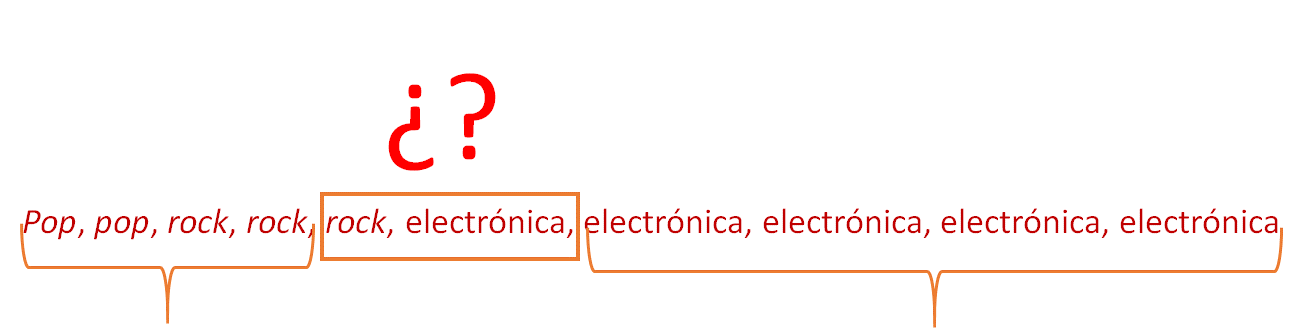 ¿?
Pop, pop, rock, rock, rock, electrónica, electrónica, electrónica, electrónica, electrónica